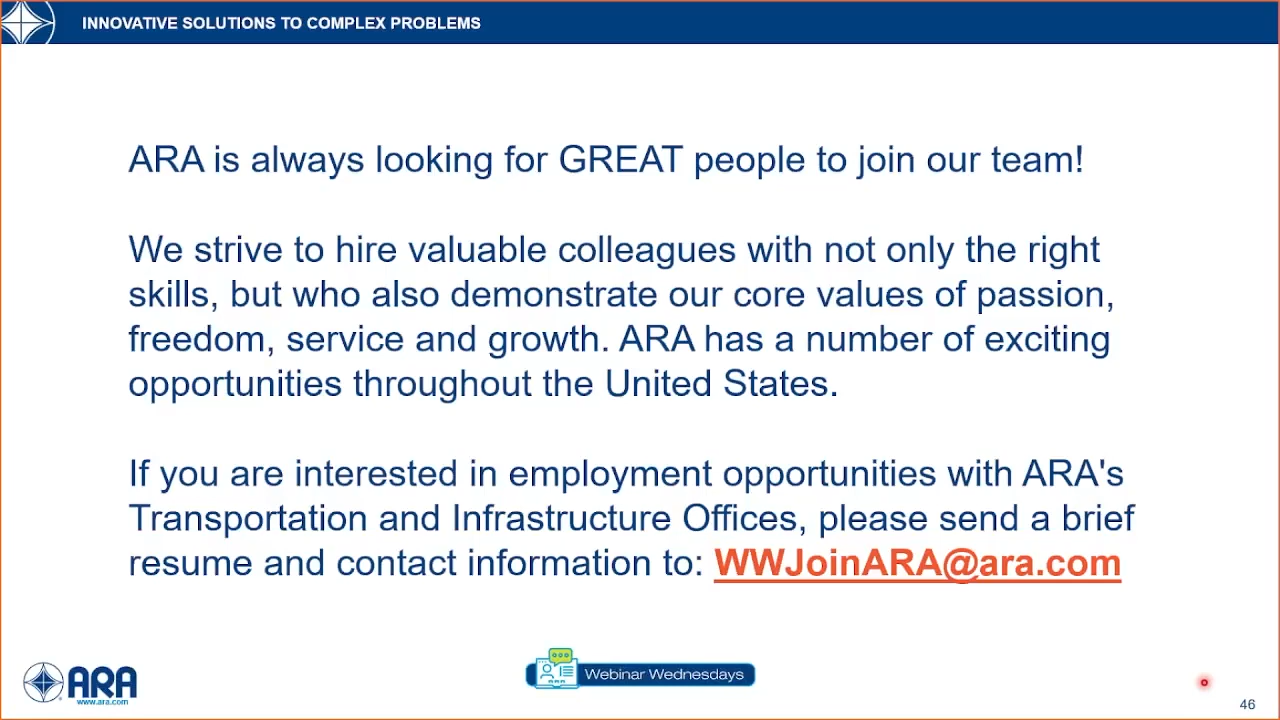 INNOVATIVE SOLUTIONS TO COMPLEX PROBLEMS
ARA is always looking for GREAT people to join our team!
We strive to hire valuable colleagues with not only the right
skills, but who also demonstrate our core values of passion,
freedom, service and growth. ARA has a number of exciting
opportunities throughout the United States.
If you are interested in employment opportunities with ARA's
Transportation and Infrastructure Offices, please send a brief
resume and contact information to: WWJoinARA@ara.com
ARA
www.ara.com
ARA
Webinar Wednesdays
46